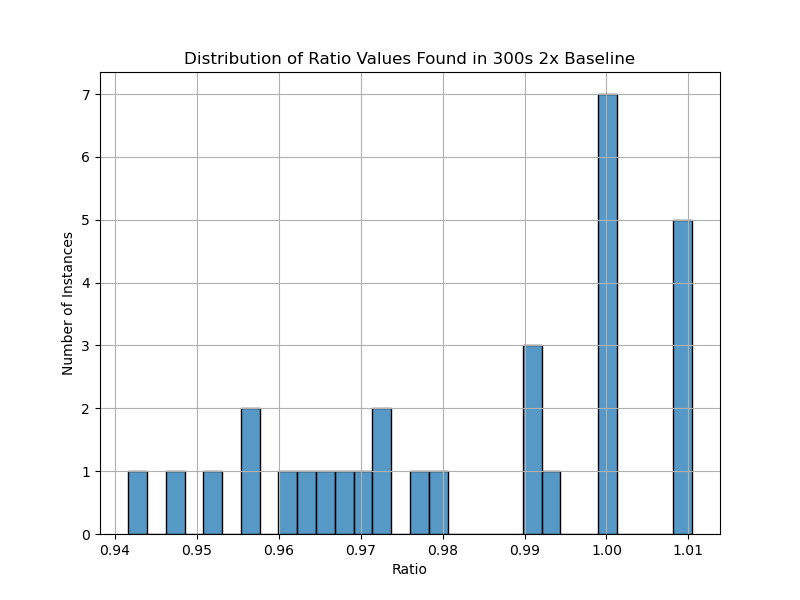 Distribution of Ratio Values Found in 300s 2x Baseline
7
6
5
4
3
2
1
0
Number of Instances
0.94 0.95 0.96 0.97 0.98 0.99 1.00 1.01
Ratio